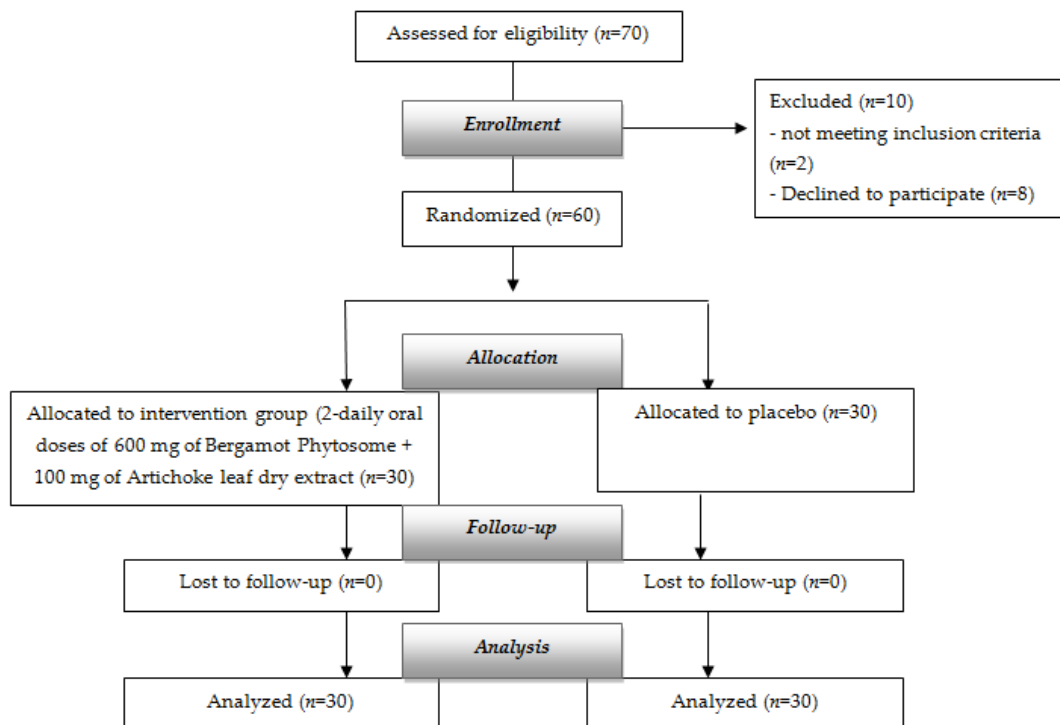 Assessed for eligibility (n=70)
Enrollment
Excluded (n=10)
- not meeting inclusion criteria
(n=2)
- Declined to participate (n=8)
Randomized (n=60)
Allocation
Allocated to intervention group (2-daily oral
doses of 600 mg of Bergamot Phytosome +
100 mg of Artichoke leaf dry extract (n=30)
Allocated to placebo (n=30)
Follow-up
Lost to follow-up (n=0)
Lost to follow-up (n=0)
Analysis
Analyzed (n=30)
Analyzed (n=30)